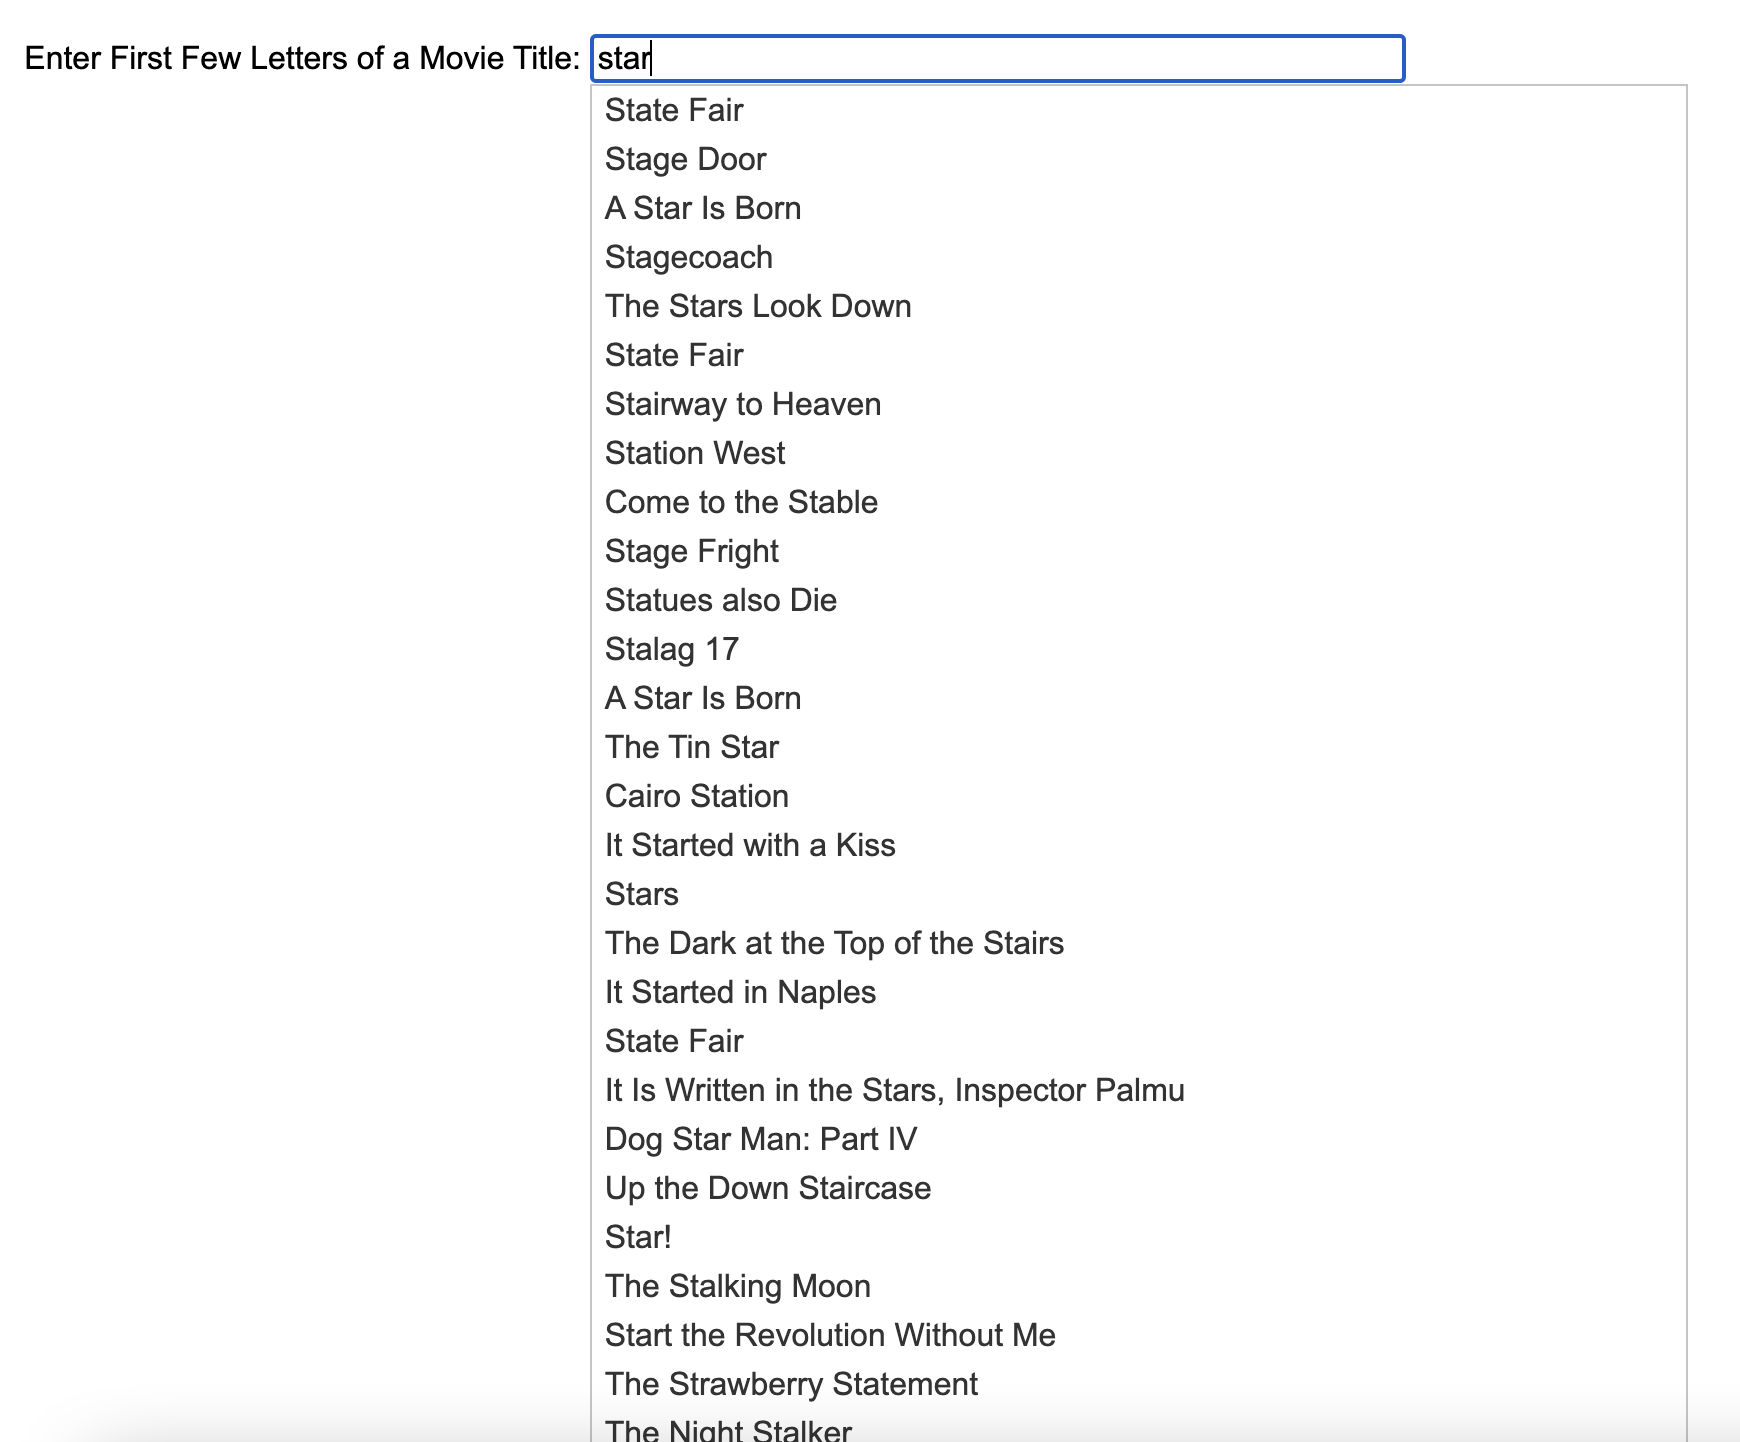 Enter First Few Letters of a Movie Title: star
State Fair
Stage Door
A Star Is Born
Stagecoach
The Stars Look Down
State Fair
Stairway to Heaven
Station West
Come to the Stable
Stage Fright
Statues also Die
Stalag 17
A Star Is Born
The Tin Star
Cairo Station
It Started with a Kiss
Stars
The Dark at the Top of the Stairs
It Started in Naples
State Fair
It Is Written in the Stars, Inspector Palmu
Dog Star Man: Part IV
Up the Down Staircase
Star!
The Stalking Moon
Start the Revolution Without Me
The Strawberry Statement
The Night Stalker